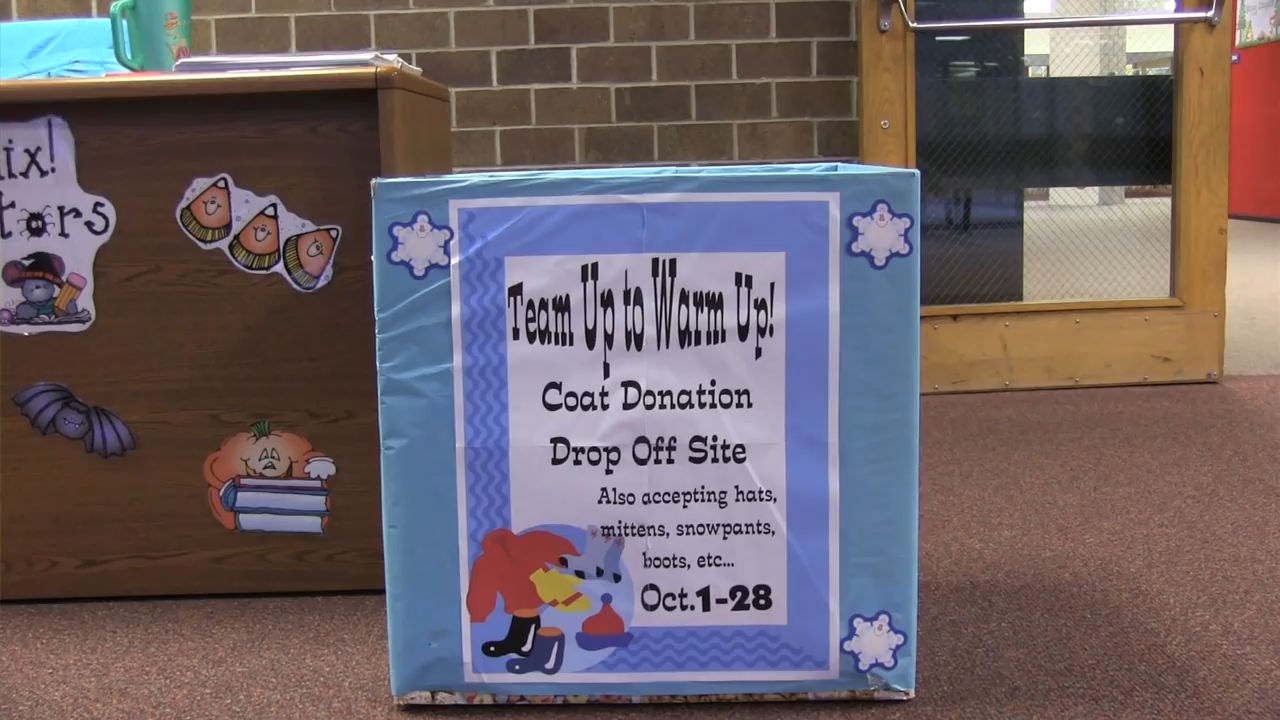 ix!
tors
Team Up to Warm Up!
Coat Donation
Drop Off Site
Also accepting hats,
mittens, snowpants,
boots, etc...
Oct.1-28